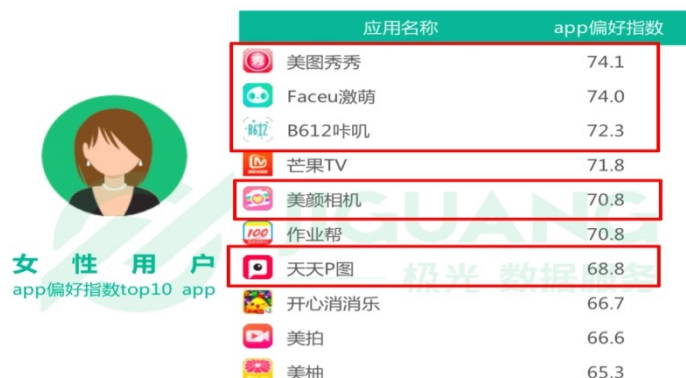 应用名称 app偏好指数
美图秀秀 74.1
Faceu激萌 74.0
B612咔叽 72.3
芒果TV 71.8
美颜相机 70.8
作业帮 70.8
天天P图 68.8
开心消消乐 66.7
美拍 66.6
美柚 65.3
女性用户
app偏好指数top10 app
JIGUANG
极光 数据服务
秀
B612
100